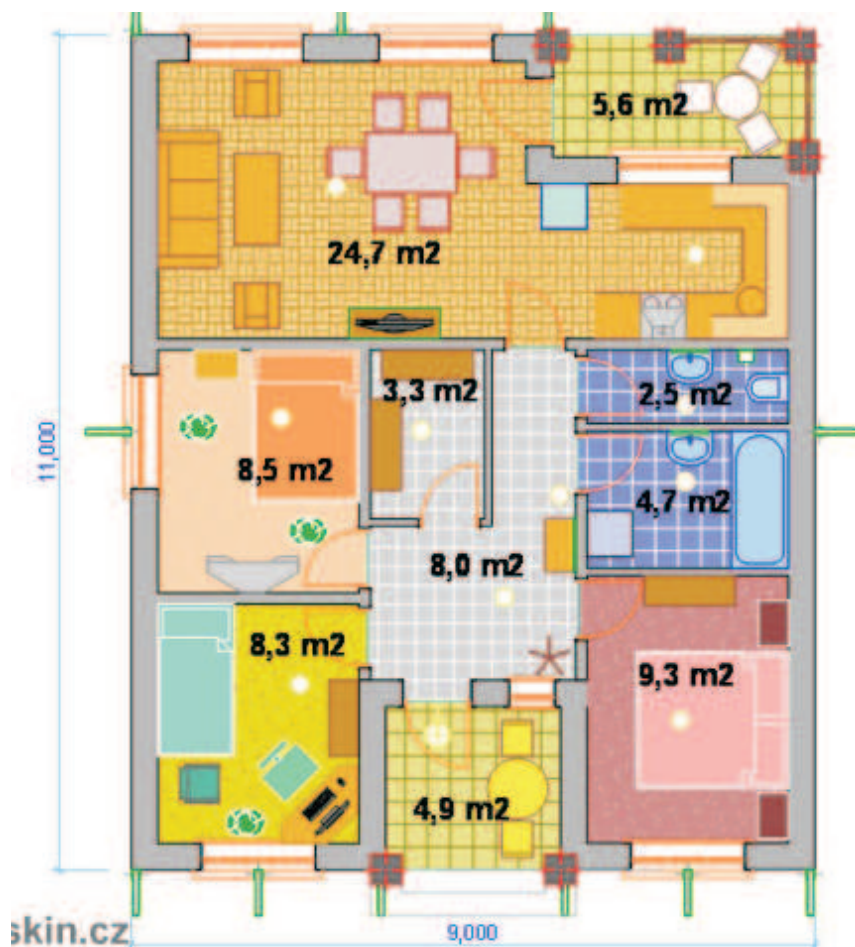 5,6 m2
24,7 m2
3,3 m2
2,5 m2
8,5 m2
4,7 m2
11,000
8,0 m2
8,3 m2
9,3 m2
4,9 m2
skin.cz
9,000